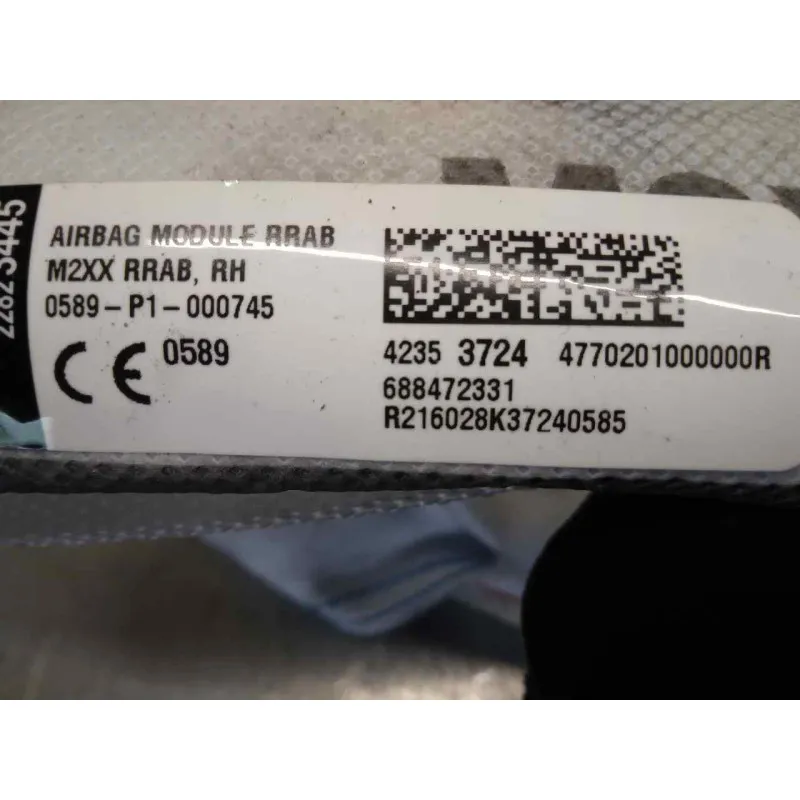 AIRBAG MODULE RRAB
M2XX RRAB, RH
0589-P1-000745
CE 0589
4235 3724 4770201000000R
688472331
R216028K37240585